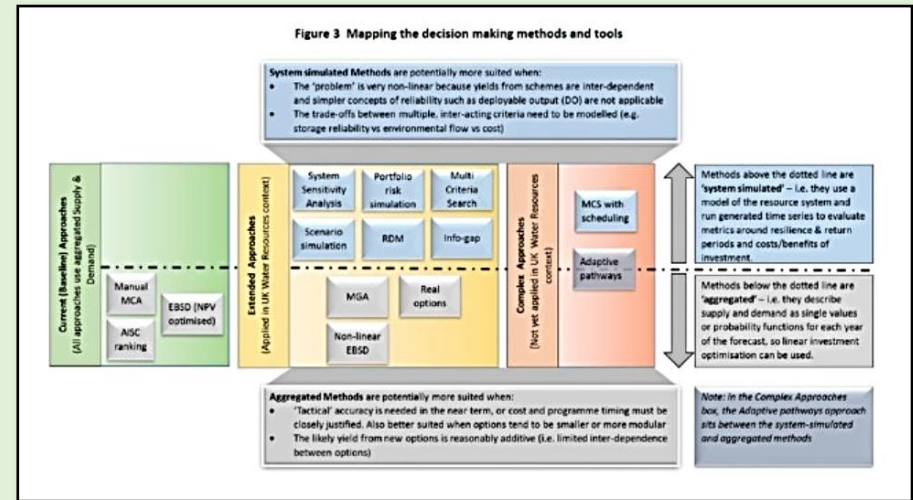 Figure 3 Mapping the decision making methods and tools
System simulated Methods are potentially more suited when:
• The 'problem' is very non-linear because yields from schemes are inter-dependent
and simpler concepts of reliability such as deployable output (DO) are not applicable
• The trade-offs between multiple, inter-acting criteria need to be modelled (e.g.
storage reliability vs environmental flow vs cost)
Current (Baseline) Approaches
(All approaches use aggregated Supply &
Demand)
Manual
MCA
AISC
ranking
EBSD (NPV
optimised)
Extended Approaches
(Applied in UK Water Resources context)
System
Sensitivity
Analysis
Portfolio
risk
simulation
Multi
Criteria
Search
Scenario
simulation
RDM
Info-gap
MGA
Real
options
Non-linear
EBSD
Complex Approaches
(Not yet applied in UK Water Resources
context)
MCS with
scheduling
Adaptive
pathways
Methods above the dotted line are
'system simulated' – i.e. they use a
model of the resource system and
run generated time series to evaluate
metrics around resilience & return
periods and costs/benefits of
investment.
Methods below the dotted line are
'aggregated' – i.e. they describe
supply and demand as single values
or probability functions for each year
of the forecast, so linear investment
optimisation can be used.
Aggregated Methods are potentially more suited when:
• 'Tactical' accuracy is needed in the near term, or cost and programme timing must be
closely justified. Also better suited when options tend to be smaller or more modular
• The likely yield from new options is reasonably additive (i.e. limited inter-dependence
between options)
Note: In the Complex Approaches
box, the Adaptive pathways approach
sits between the system-simulated
and aggregated methods